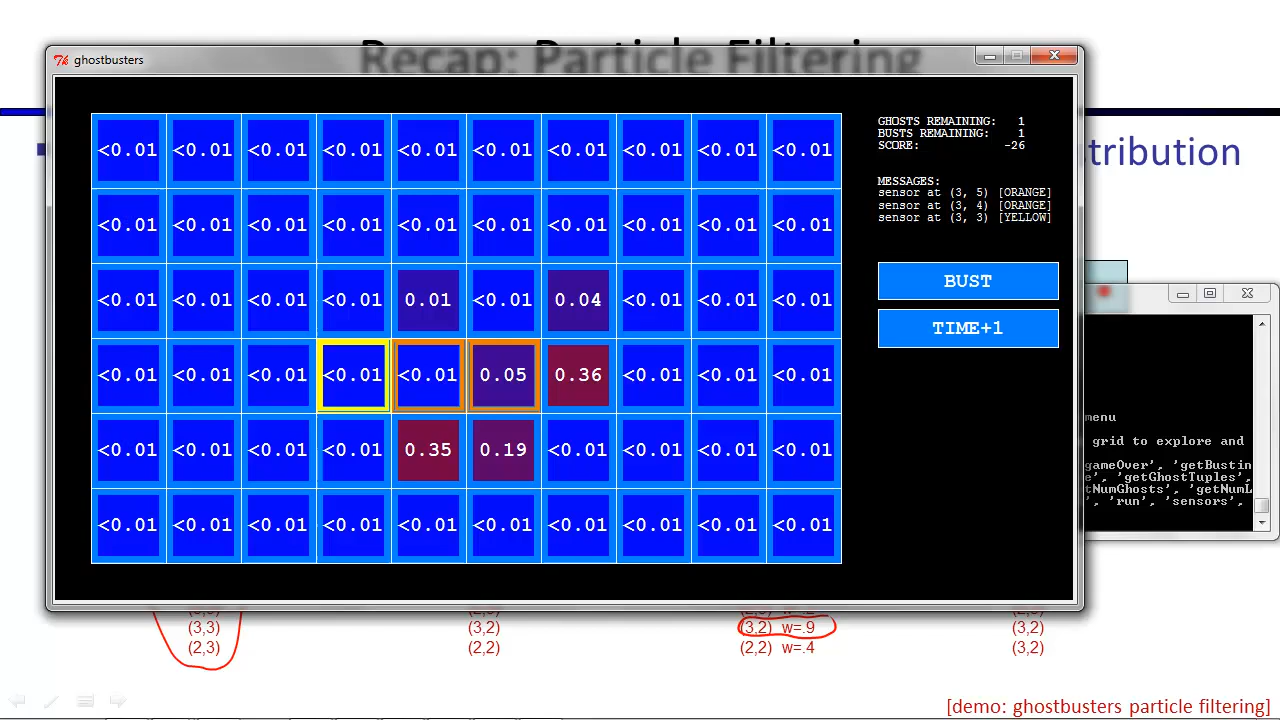 Recap: Particle Filtering
ghostbusters
tribution
<0.01 <0.01 <0.01 <0.01 <0.01 <0.01 <0.01 <0.01 <0.01 <0.01
<0.01 <0.01 <0.01 <0.01 <0.01 <0.01 <0.01 <0.01 <0.01 <0.01
<0.01 <0.01 <0.01 <0.01 0.01 <0.01 0.04 <0.01 <0.01 <0.01
<0.01 <0.01 <0.01 <0.01 <0.01 0.05 0.36 <0.01 <0.01 <0.01
<0.01 <0.01 <0.01 <0.01 0.35 0.19 <0.01 <0.01 <0.01 <0.01
<0.01 <0.01 <0.01 <0.01 <0.01 <0.01 <0.01 <0.01 <0.01 <0.01
GHOSTS REMAINING: 1
BUSTS REMAINING: 1
SCORE: -26
MESSAGES:
sensor at (3, 5) [ORANGE]
sensor at (3, 4) [ORANGE]
sensor at (3, 3) [YELLOW]
BUST
TIME+1
menu
grid to explore and
gameOver', 'getBustin
e', 'getGhostTuples',
tNumGhosts', 'getNumL
, 'run', 'sensors',
(3,3) (3,2) (3,2) w=.9 (3,2)
(2,3) (2,2) (2,2) w=.4 (3,2)
[demo: ghostbusters particle filtering]